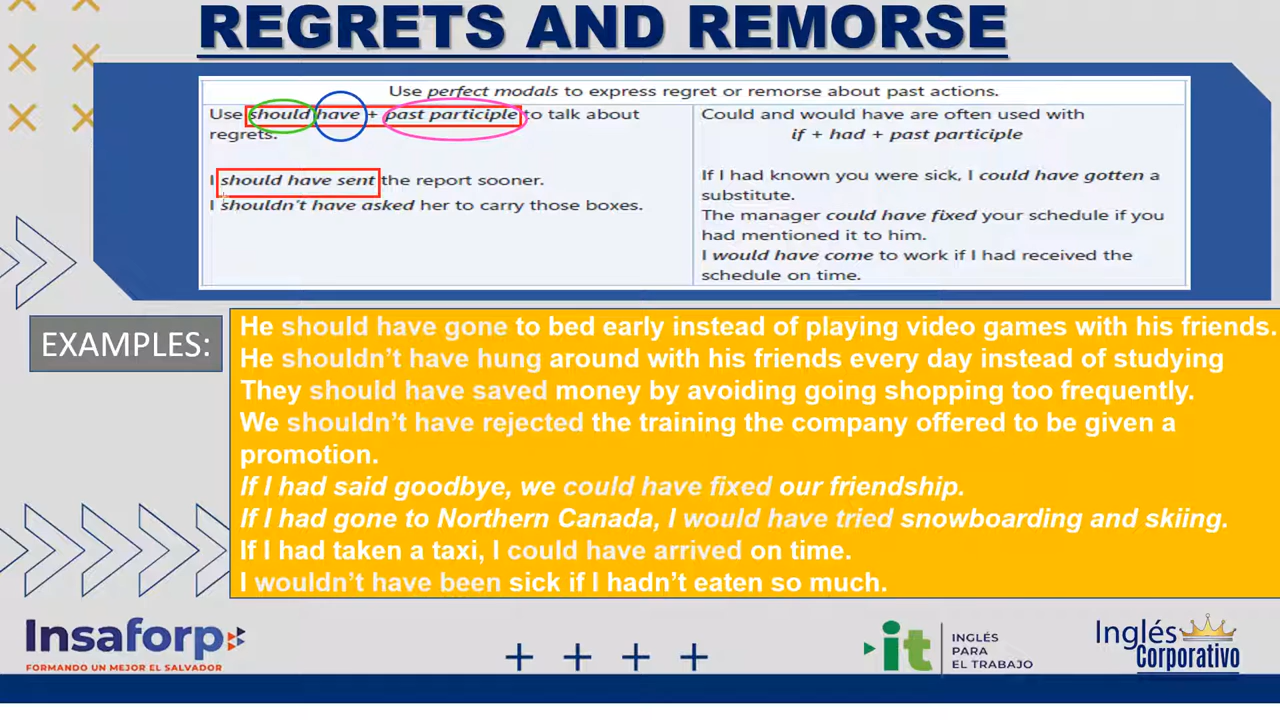 REGRETS AND REMORSE
Use perfect modals to express regret or remorse about past actions.
Use should have + past participle to talk about
regrets.
I should have sent the report sooner.
I shouldn't have asked her to carry those boxes.
Could and would have are often used with
if + had + past participle
If I had known you were sick, I could have gotten a
substitute.
The manager could have fixed your schedule if you
had mentioned it to him.
I would have come to work if I had received the
schedule on time.
EXAMPLES:
He should have gone to bed early instead of playing video games with his friends.
He shouldn't have hung around with his friends every day instead of studying
They should have saved money by avoiding going shopping too frequently.
We shouldn't have rejected the training the company offered to be given a
promotion.
If I had said goodbye, we could have fixed our friendship.
If I had gone to Northern Canada, I would have tried snowboarding and skiing.
If I had taken a taxi, I could have arrived on time.
I wouldn't have been sick if I hadn't eaten so much.
Insaforp
FORMANDO UN MEJOR EL SALVADOR
it
INGLÉS
PARA
EL TRABAJO
Inglés
Corporativo